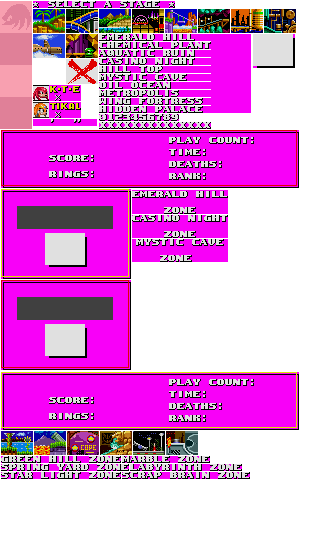 * SELECT A STAGE *
EMERALD HILL
CHEMICAL PLANT
AQUATIC RUIN
CASINO NIGHT
HILL TOP
MYSTIC CAVE
OIL OCEAN
METROPOLIS
WING FORTRESS
HIDDEN PALACE
0123456789
XXXXXXXXXXXXXXXX
K·T·E
×
TIKAL
×
' "
PLAY COUNT:
SCORE: TIME:
DEATHS:
RINGS: RANK:
EMERALD HILL
ZONE
CASINO NIGHT
ZONE
MYSTIC CAVE
ZONE
PLAY COUNT:
SCORE: TIME:
DEATHS:
RINGS: RANK:
COPE
GREEN HILL ZONE MARBLE ZONE
SPRING YARD ZONE LABYRINTH ZONE
STAR LIGHT ZONE SCRAP BRAIN ZONE